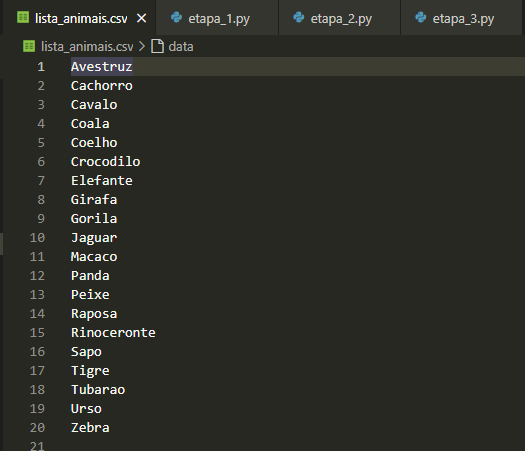 lista_animais.csv × etapa_1.py etapa_2.py etapa_3.py
lista_animais.csv > data
1 Avestruz
2 Cachorro
3 Cavalo
4 Coala
5 Coelho
6 Crocodilo
7 Elefante
8 Girafa
9 Gorila
10 Jaguar
11 Macaco
12 Panda
13 Peixe
14 Raposa
15 Rinoceronte
16 Sapo
17 Tigre
18 Tubarao
19 Urso
20 Zebra
21